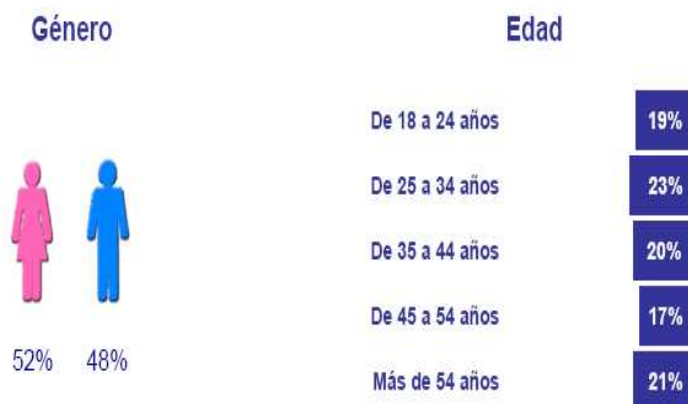 Género
52% 48%
Edad
De 18 a 24 años 19%
De 25 a 34 años 23%
De 35 a 44 años 20%
De 45 a 54 años 17%
Más de 54 años 21%